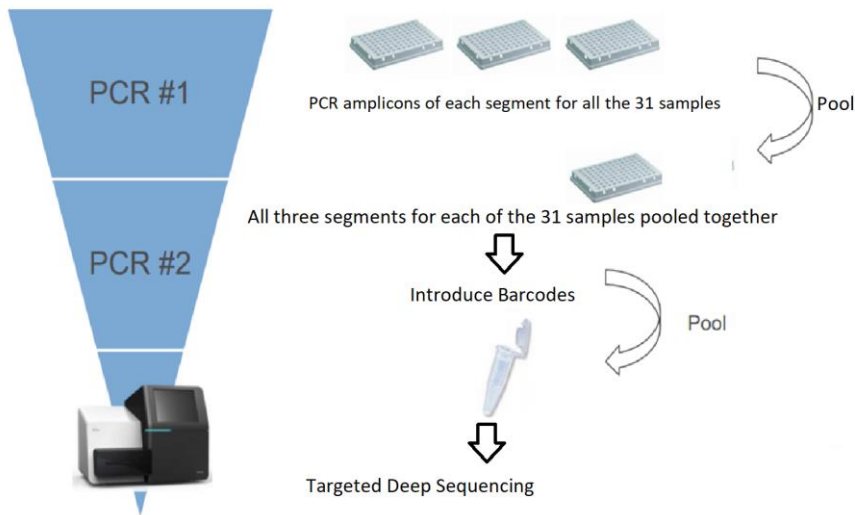 PCR #1
PCR amplicons of each segment for all the 31 samples
Pool
All three segments for each of the 31 samples pooled together
PCR #2
Introduce Barcodes
Pool
Targeted Deep Sequencing